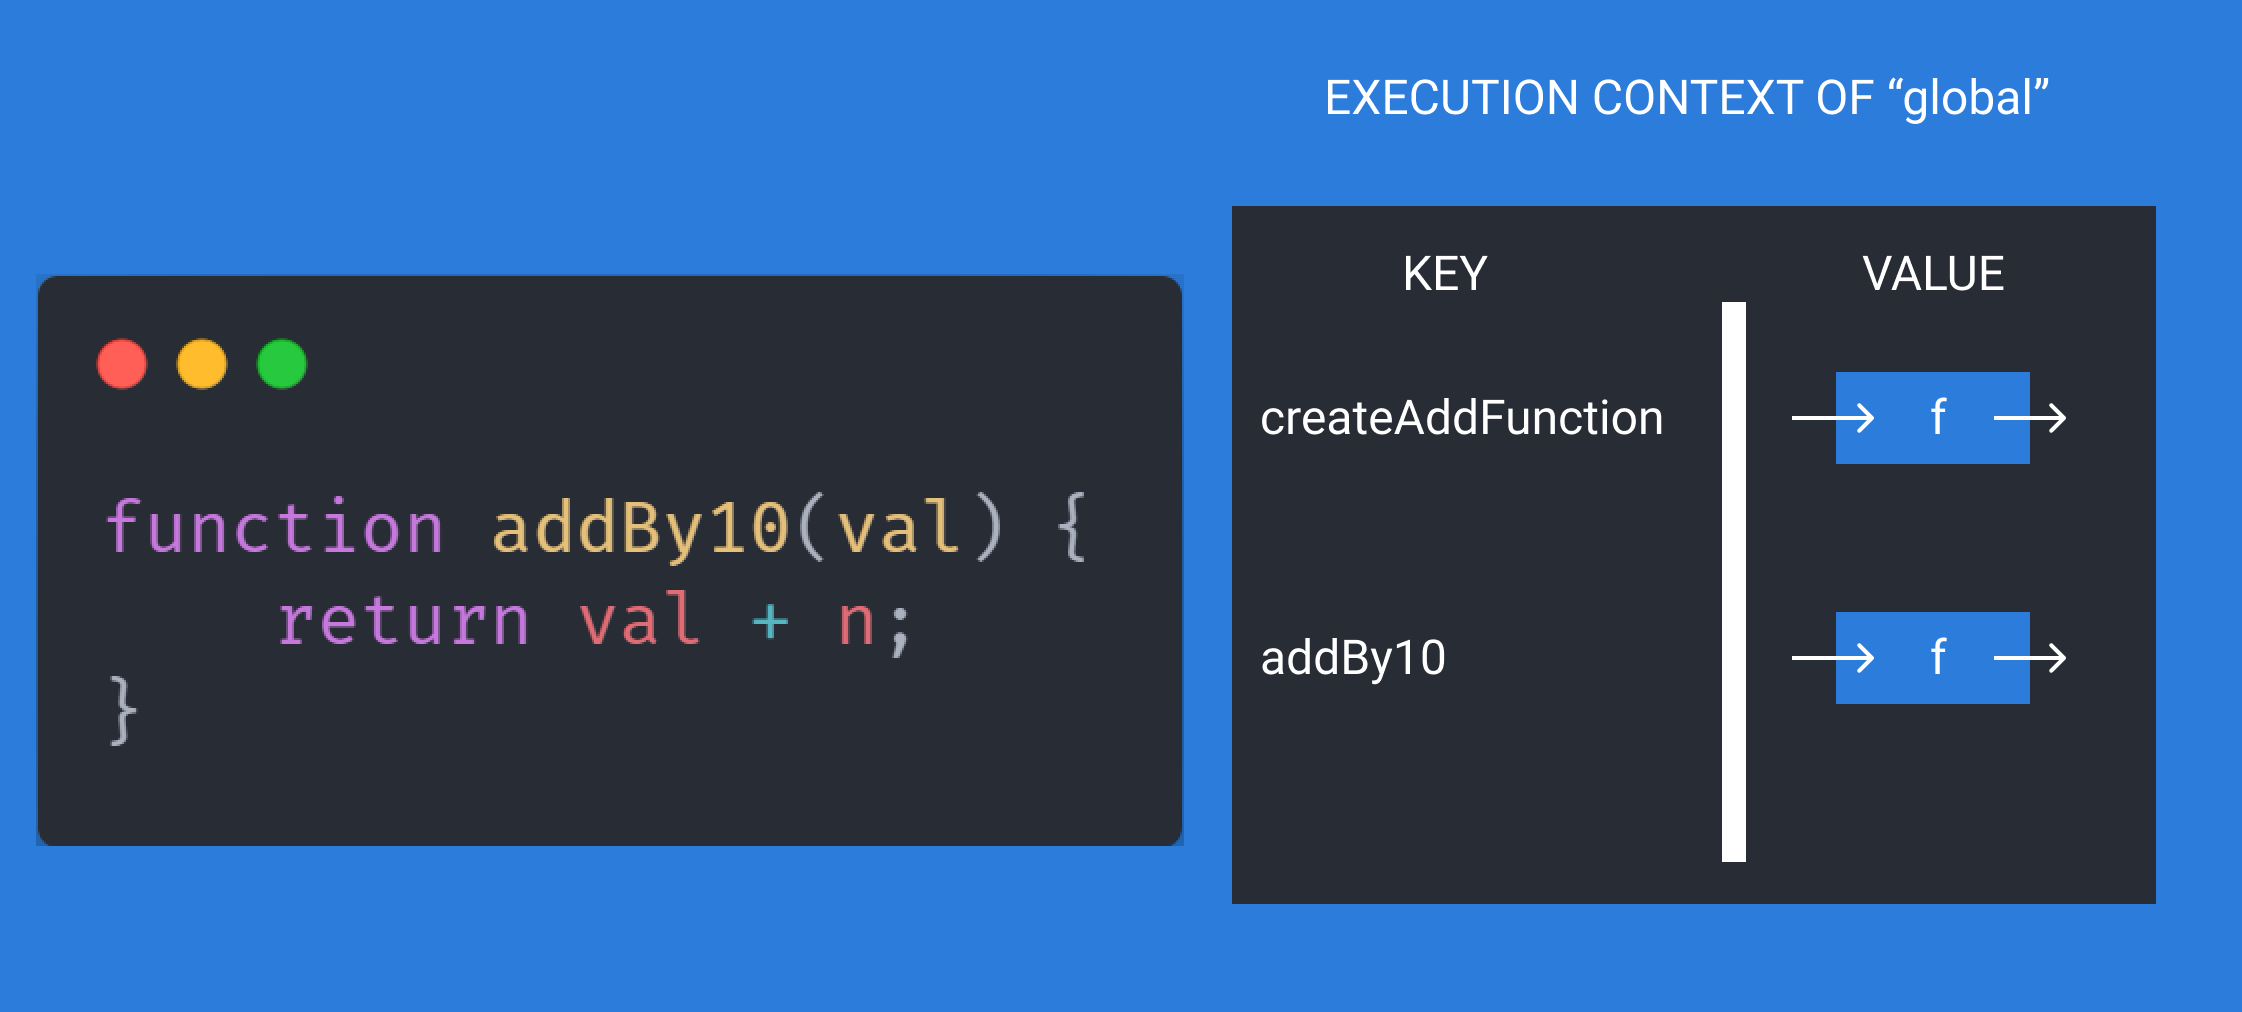 EXECUTION CONTEXT OF “global”
function addBy10(val) {
    return val + n;
}
KEY VALUE
createAddFunction f
addBy10 f